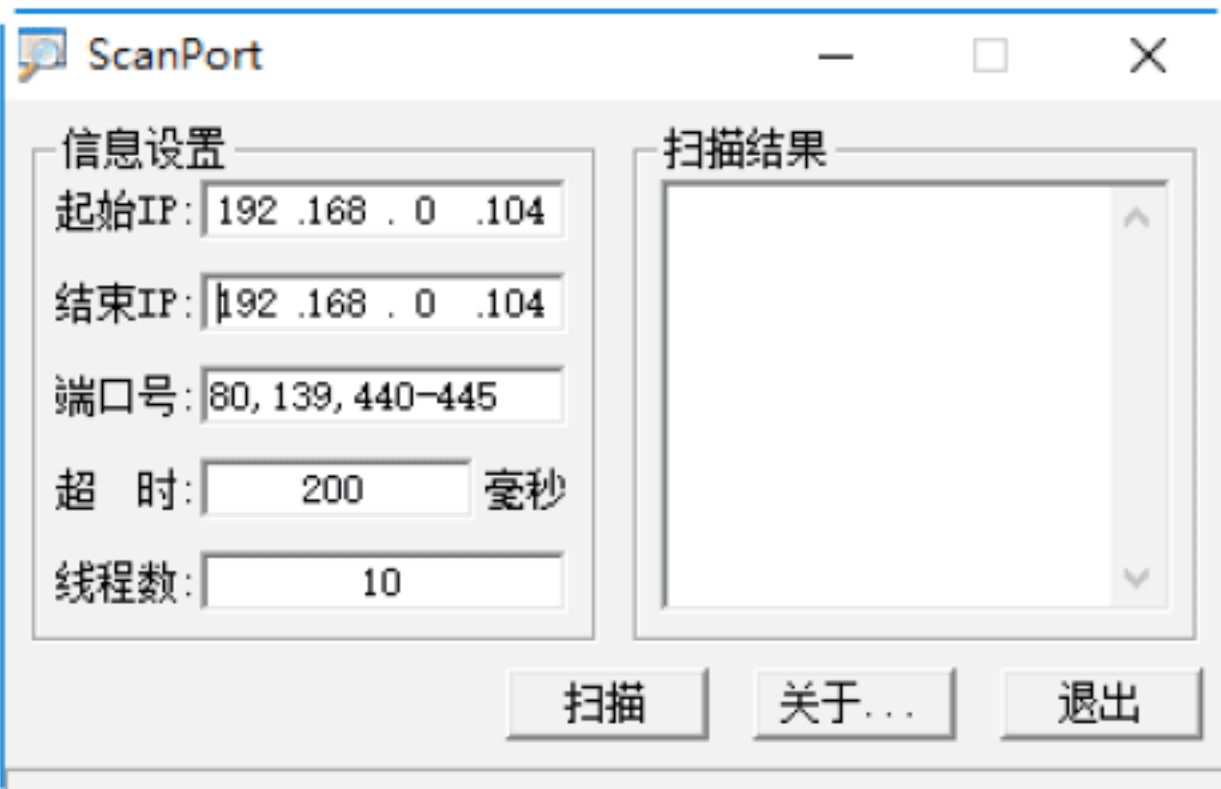 ScanPort
信息设置
起始IP: 192 .168 . 0 .104
结束IP: 192 .168 . 0 .104
端口号: 80,139,440-445
超 时: 200 毫秒
线程数: 10
扫描结果
扫描 关于... 退出